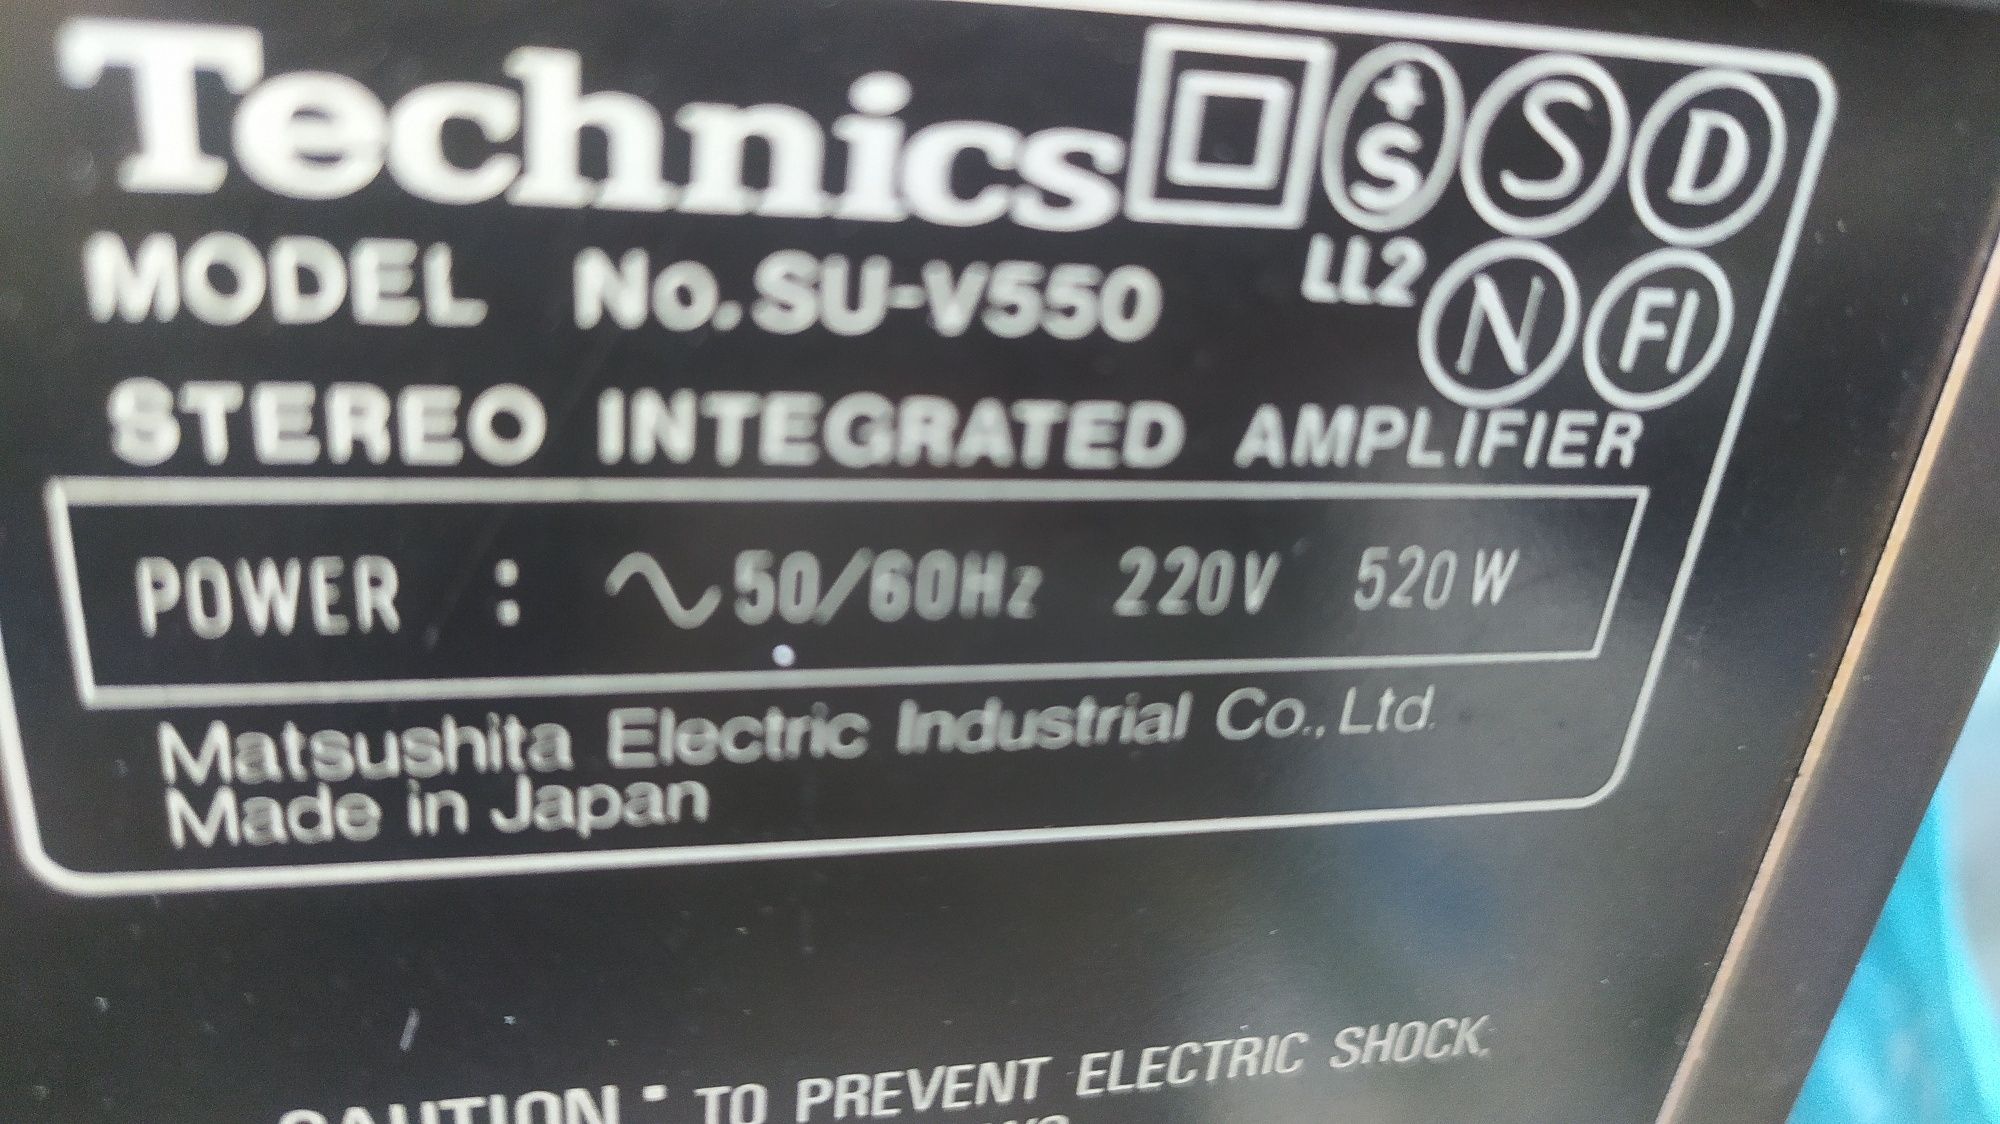 Technics +S S D
MODEL No. SU-V550 LL2 N FI
STEREO INTEGRATED AMPLIFIER
POWER : ∿50/60Hz 220V 520W
Matsushita Electric Industrial Co., Ltd.
Made in Japan
CAUTION: TO PREVENT ELECTRIC SHOCK,